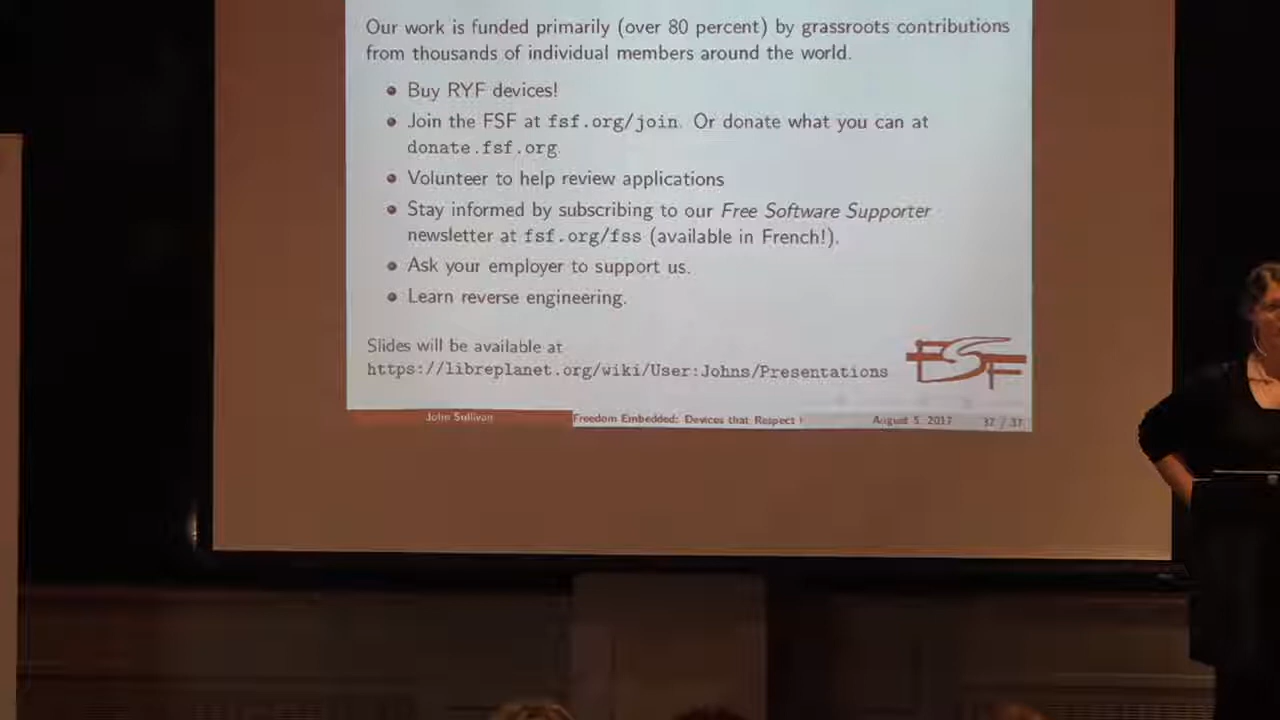 Our work is funded primarily (over 80 percent) by grassroots contributions
from thousands of individual members around the world.
Buy RYF devices!
Join the FSF at fsf.org/join. Or donate what you can at
donate.fsf.org.
Volunteer to help review applications
Stay informed by subscribing to our Free Software Supporter
newsletter at fsf.org/fss (available in French!).
Ask your employer to support us.
Learn reverse engineering.
Slides will be available at
https://libreplanet.org/wiki/User:Johns/Presentations
FSF
John Sullivan Freedom Embedded: Devices that Respect August 5, 2017 / 37